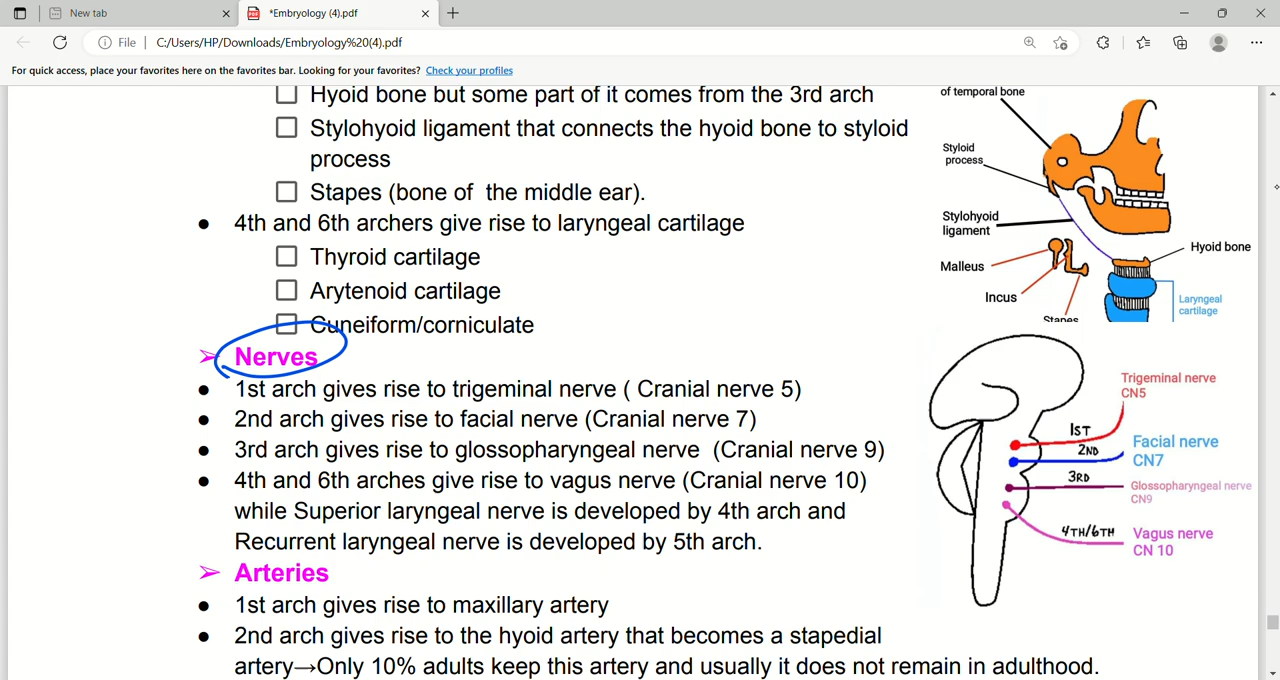 New tab
*Embryology (4).pdf
File
C:/Users/HP/Downloads/Embryology%20(4).pdf
For quick access, place your favorites here on the favorites bar. Looking for your favorites? Check your profiles
Hyoid bone but some part of it comes from the 3rd arch
Stylohyoid ligament that connects the hyoid bone to styloid
process
Stapes (bone of the middle ear).
4th and 6th archers give rise to laryngeal cartilage
Thyroid cartilage
Arytenoid cartilage
Cuneiform/corniculate
Nerves
1st arch gives rise to trigeminal nerve ( Cranial nerve 5)
2nd arch gives rise to facial nerve (Cranial nerve 7)
3rd arch gives rise to glossopharyngeal nerve (Cranial nerve 9)
4th and 6th arches give rise to vagus nerve (Cranial nerve 10)
while Superior laryngeal nerve is developed by 4th arch and
Recurrent laryngeal nerve is developed by 5th arch.
Arteries
1st arch gives rise to maxillary artery
2nd arch gives rise to the hyoid artery that becomes a stapedial
artery→Only 10% adults keep this artery and usually it does not remain in adulthood.
of temporal bone
Styloid
process
Stylohyoid
ligament
Hyoid bone
Malleus
Incus
Stapes
Laryngeal
cartilage
Trigeminal nerve
CN5
1ST
2ND
Facial nerve
CN7
3RD
Glossopharyngeal nerve
CN9
4TH/6TH
Vagus nerve
CN 10